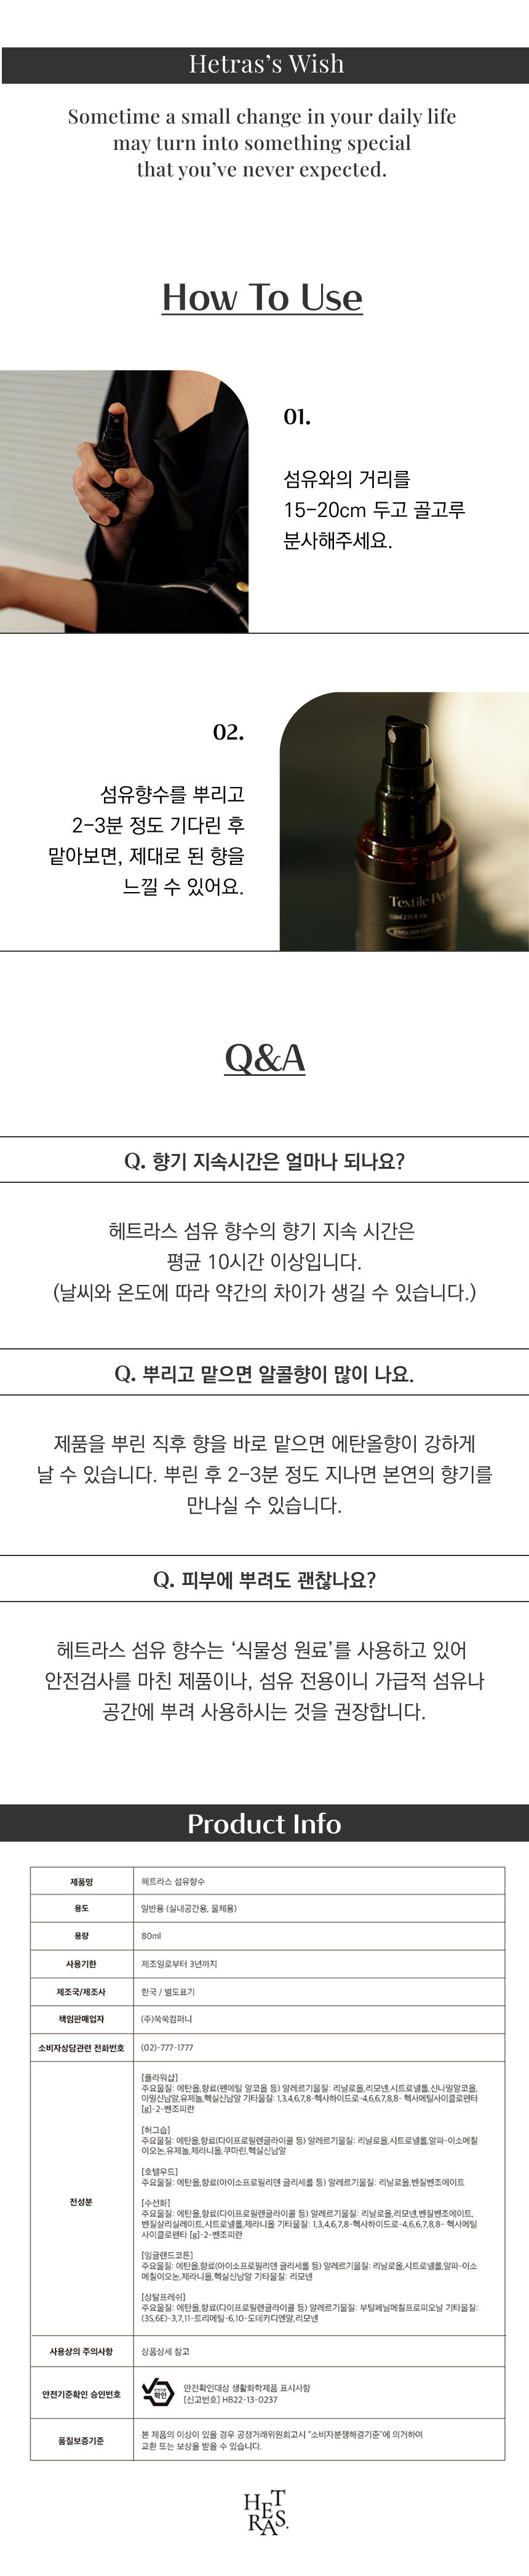 Hetras’s Wish
Sometime a small change in your daily life
may turn into something special
that you’ve never expected.
How To Use
01.
섬유와의 거리를
15-20cm 두고 골고루
분사해주세요.
02.
섬유향수를 뿌리고
2-3분 정도 기다린 후
맡아보면, 제대로 된 향을
느낄 수 있어요.
Textile Per
Q&A
Q. 향기 지속시간은 얼마나 되나요?
헤트라스 섬유 향수의 향기 지속 시간은
평균 10시간 이상입니다.
(날씨와 온도에 따라 약간의 차이가 생길 수 있습니다.)
Q. 뿌리고 맡으면 알콜향이 많이 나요.
제품을 뿌린 직후 향을 바로 맡으면 에탄올향이 강하게
날 수 있습니다. 뿌린 후 2-3분 정도 지나면 본연의 향기를
만나실 수 있습니다.
Q. 피부에 뿌려도 괜찮나요?
헤트라스 섬유 향수는 ‘식물성 원료’를 사용하고 있어
안전검사를 마친 제품이나, 섬유 전용이니 가급적 섬유나
공간에 뿌려 사용하시는 것을 권장합니다.
Product Info
제품명 헤트라스 섬유향수
용도 일반용 (실내공간용, 물체용)
용량 80ml
사용기한 제조일로부터 3년까지
제조국/제조사 한국 / 별도표기
책임판매업자 (주)쑥쑥컴퍼니
소비자상담관련 전화번호 (02)-777-1777
전성분
[플라워샵]
주요물질: 에탄올,향료(펜에틸 알코올 등) 알레르기물질: 리날로올,리모넨,시트로넬롤,신나밀알코올,
아밀신남알,유제놀,헥실신남알 기타물질: 1,3,4,6,7,8-헥사하이드로-4,6,6,7,8,8- 헥사메틸사이클로펜타
[g]-2-벤조피란
[허그솝]
주요물질: 에탄올,향료(다이프로필렌글라이콜 등) 알레르기물질: 리날로올,시트로넬롤,알파-이소메칠
이오논,유제놀,제라니올,쿠마린,헥실신남알
[호텔우드]
주요물질: 에탄올,향료(아이소프로필리덴 글리세롤 등) 알레르기물질: 리날로올,벤질벤조에이트
[수선화]
주요물질: 에탄올,향료(다이프로필렌글라이콜 등) 알레르기물질: 리날로올,리모넨,벤질벤조에이트,
벤질살리실레이트,시트로넬롤,제라니올 기타물질: 1,3,4,6,7,8-헥사하이드로-4,6,6,7,8,8- 헥사메틸
사이클로펜타 [g]-2-벤조피란
[잉글랜드코튼]
주요물질: 에탄올,향료(아이소프로필리덴 글리세롤 등) 알레르기물질: 리날로올,시트로넬롤,알파-이소
메칠이오논,제라니올,헥실신남알 기타물질: 리모넨
[상탈프레쉬]
주요물질: 에탄올,향료(다이프로필렌글라이콜 등) 알레르기물질: 부틸페닐메칠프로피오날 기타물질:
(3S,6E)-3,7,11-트리메틸-6,10-도데카디엔알,리모넨
사용상의 주의사항 상품상세 참고
안전기준확인 승인번호
확인
안전확인대상 생활화학제품 표시사항
[신고번호] HB22-13-0237
품질보증기준
본 제품의 이상이 있을 경우 공정거래위원회고시 "소비자분쟁해결기준"에 의거하여
교환 또는 보상을 받을 수 있습니다.
HETRAS.